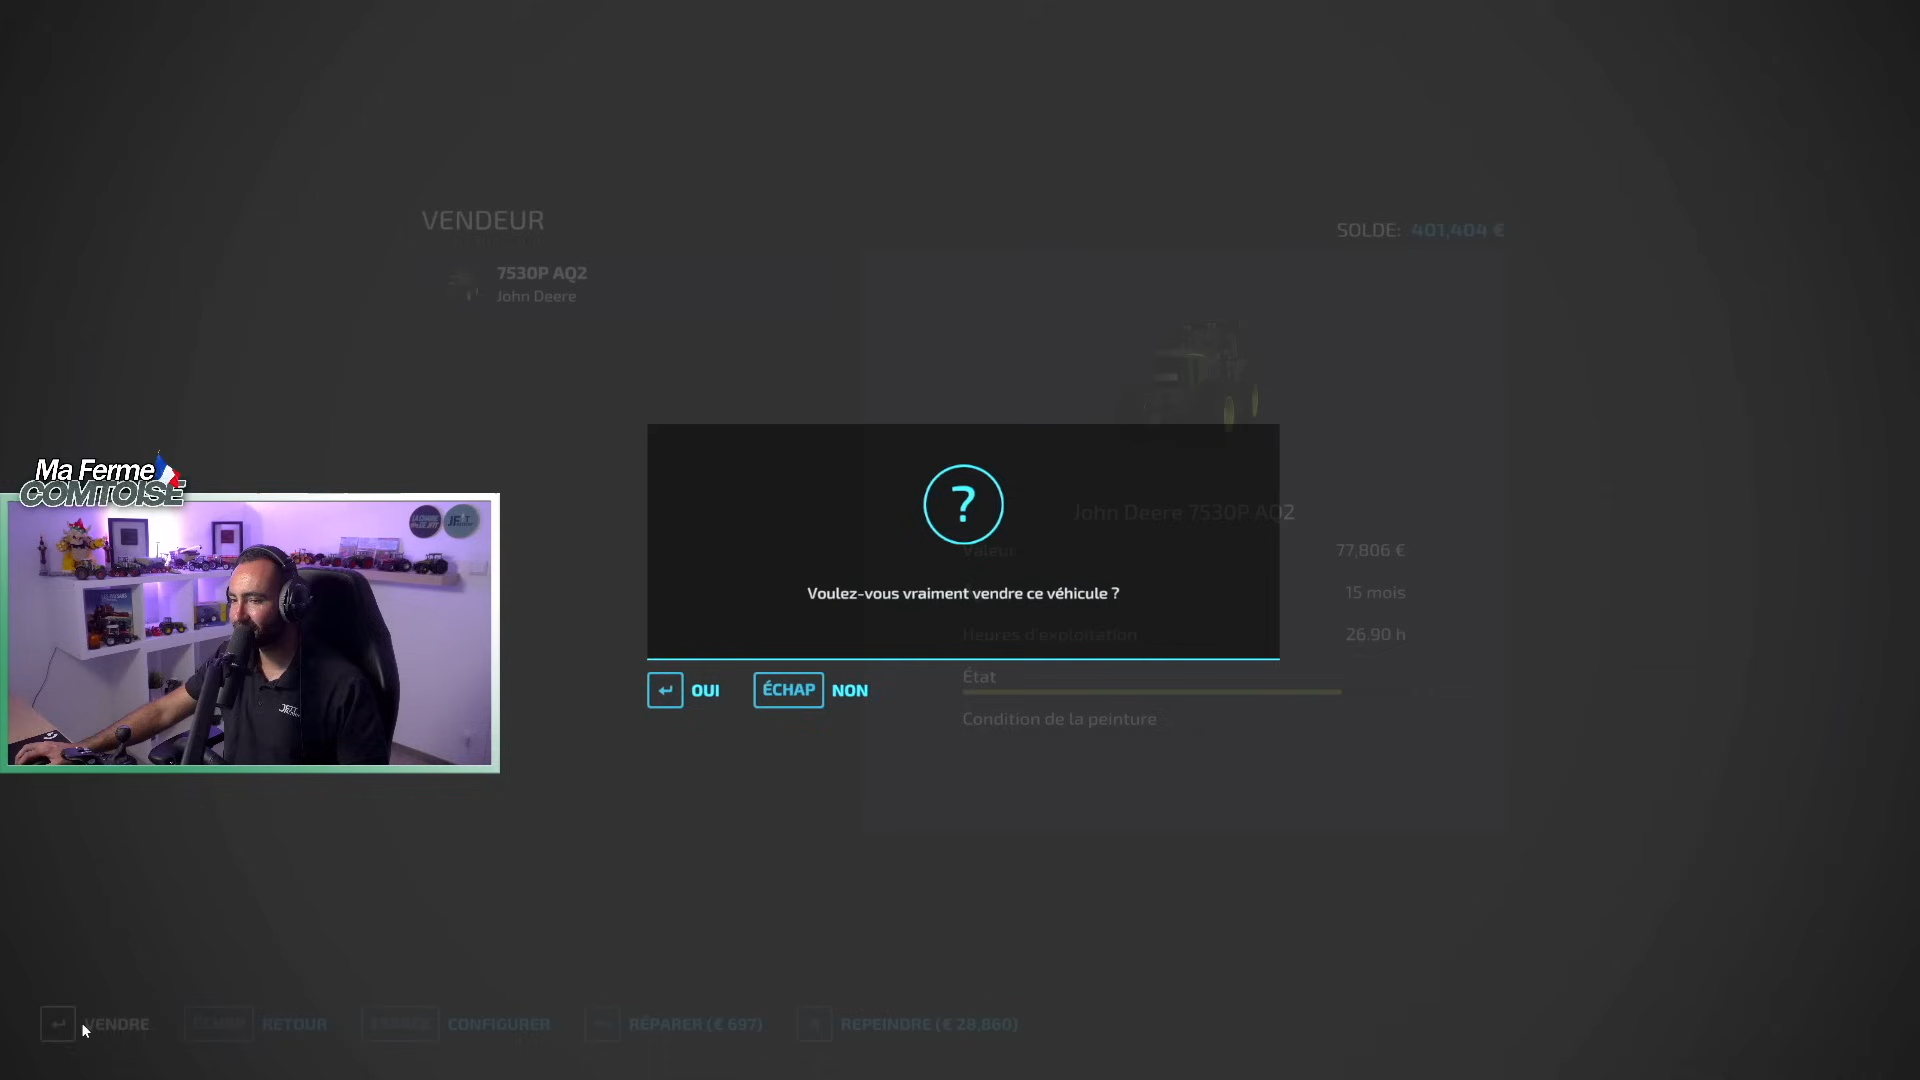 VENDEUR
SOLDE: 401,404 €
7530P AQ2
John Deere
Ma Ferme
COMTOISE
?
John Deere 7530P AQ2
Valeur
77,806 €
Voulez-vous vraiment vendre ce véhicule ?
15 mois
Heures d'exploitation
26.90 h
État
ÉCHAP
OUI
NON
Condition de la peinture
VENDRE
RETOUR
CONFIGURER
RÉPARER (€ 697)
REPEINDRE (€ 28,860)